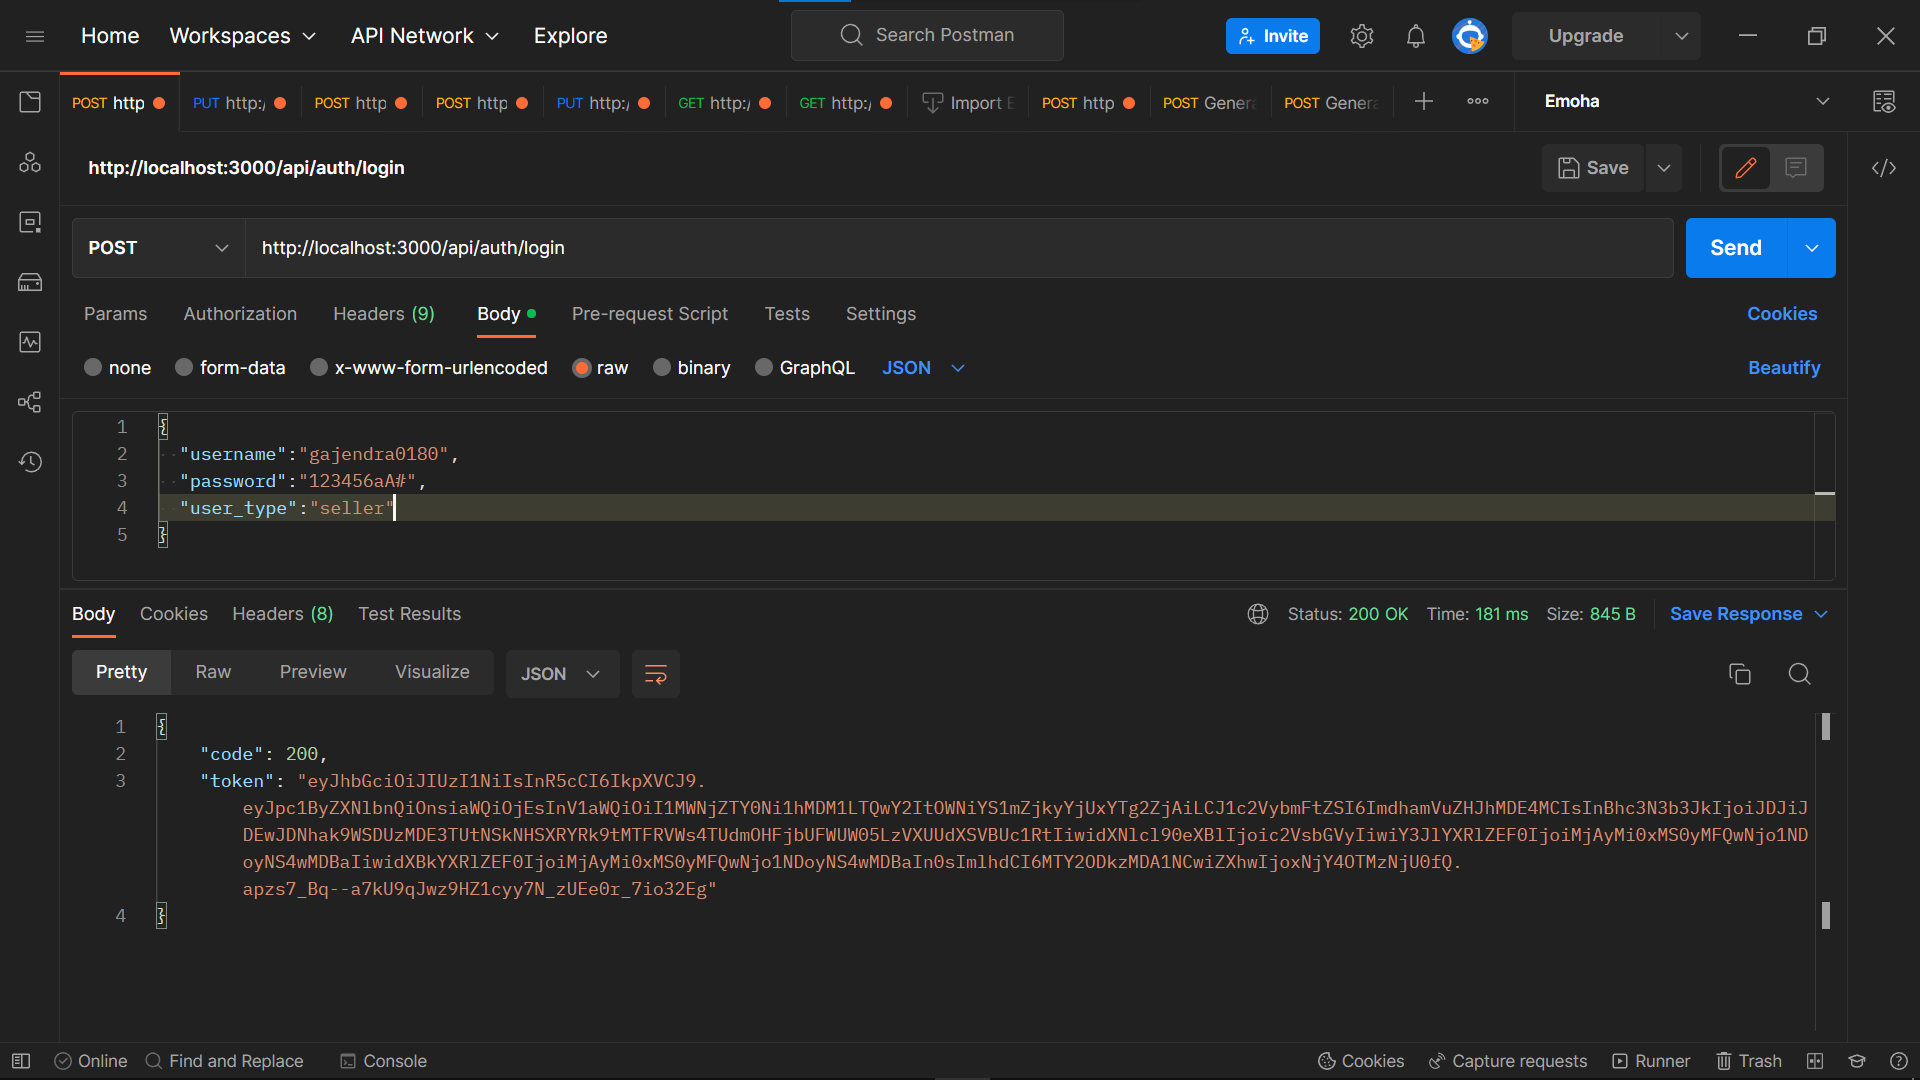 Home Workspaces API Network Explore Search Postman Invite Upgrade
POST http PUT http:/ POST http POST http PUT http:/ GET http:/ GET http:/ Import E POST http POST Genera POST Genera Emoha
http://localhost:3000/api/auth/login Save
POST http://localhost:3000/api/auth/login Send
Params Authorization Headers (9) Body Pre-request Script Tests Settings Cookies
none form-data x-www-form-urlencoded raw binary GraphQL JSON Beautify
1 {
2 "username":"gajendra0180",
3 "password":"123456aA#",
4 "user_type":"seller"
5 }
Body Cookies Headers (8) Test Results Status: 200 OK Time: 181 ms Size: 845 B Save Response
Pretty Raw Preview Visualize JSON
1 {
2 "code": 200,
3 "token": "eyJhbGciOiJIUzI1NiIsInR5cCI6IkpXVCJ9.
eyJpc1ByZXNlbnQiOnsiaWQiOjEsInV1aWQiOiI1MWNjZTY0Ni1hMDM1LTQwY2ItOWNiYS1mZjkyYjUxYTg2ZjAiLCJ1c2VybmFtZSI6ImdhamVuZHJhMDE4MCIsInBhc3N3b3JkIjoiJDJiJ
DEwJDNhak9WSDUzMDE3TUtNSkNHSXRYRk9tMTFRVWs4TUdmOHFjbUFWUW05LzVXUUdXSVBUc1RtIiwidXNlcl90eXBlIjoic2VsbGVyIiwiY3JlYXRlZEF0IjoiMjAyMi0xMS0yMFQwNjo1ND
oyNS4wMDBaIiwidXBkYXRlZEF0IjoiMjAyMi0xMS0yMFQwNjo1NDoyNS4wMDBaIn0sImlhdCI6MTY2ODkzMDA1NCwiZXhwIjoxNjY4OTMzNjU0fQ.
apzs7_Bq--a7kU9qJwz9HZ1cyy7N_zUEe0r_7io32Eg"
4 }
Online Find and Replace Console Cookies Capture requests Runner Trash